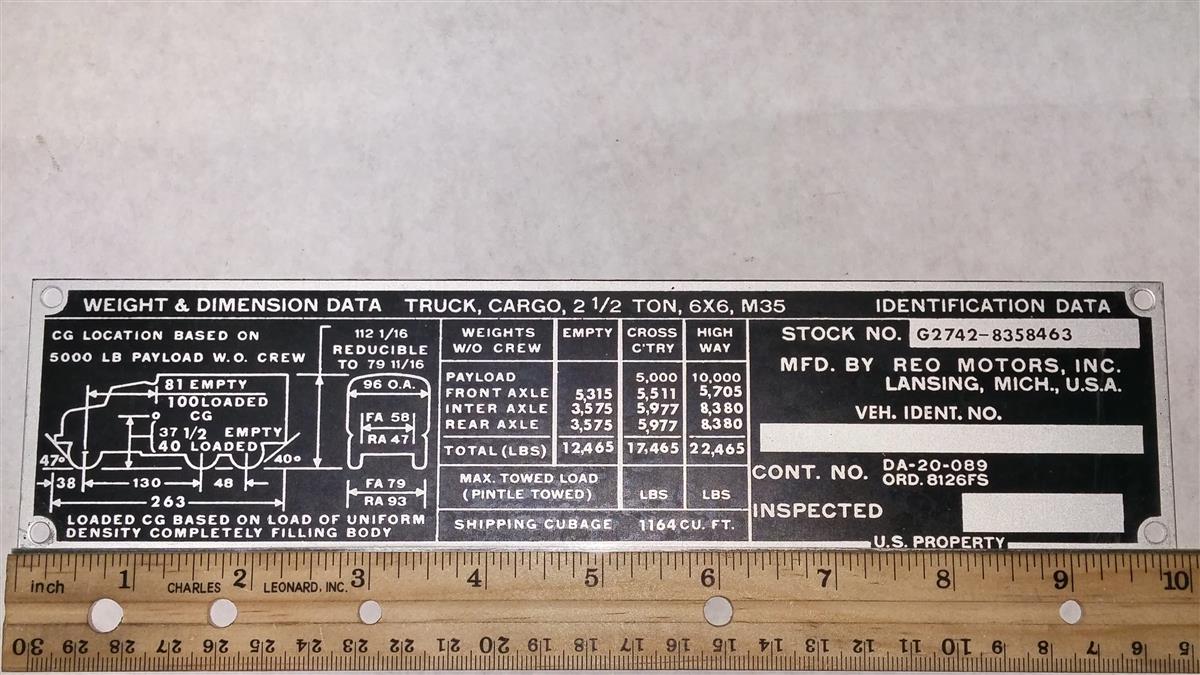 WEIGHT & DIMENSION DATA TRUCK, CARGO, 2 1/2 TON, 6X6, M35 IDENTIFICATION DATA
CG LOCATION BASED ON
5000 LB PAYLOAD W.O. CREW
112 1/16
REDUCIBLE
TO 79 11/16
81 EMPTY
100 LOADED
CG
37 1/2 EMPTY
40 LOADED
47°
40°
38
130
48
263
96 O.A.
FA 58
RA 47
FA 79
RA 93
LOADED CG BASED ON LOAD OF UNIFORM
DENSITY COMPLETELY FILLING BODY
WEIGHTS EMPTY CROSS HIGH
W/O CREW C'TRY WAY
PAYLOAD 5,000 10,000
FRONT AXLE 5,315 5,511 5,705
INTER AXLE 3,575 5,977 8,380
REAR AXLE 3,575 5,977 8,380
TOTAL (LBS) 12,465 17,465 22,465
MAX. TOWED LOAD
(PINTLE TOWED) LBS LBS
SHIPPING CUBAGE 1164 CU. FT.
STOCK NO. G2742-8358463
MFD. BY REO MOTORS, INC.
LANSING, MICH., U.S.A.
VEH. IDENT. NO.
CONT. NO. DA-20-089
ORD. 8126FS
INSPECTED
U.S. PROPERTY
1 2 3 4 5 6 7 8 9 10
inch CHARLES LEONARD, INC.
30 29 28 27 26 25 24 23 22 21 20 19 18 17 16 15 14 13 12 11 10 9 8 7 6 5